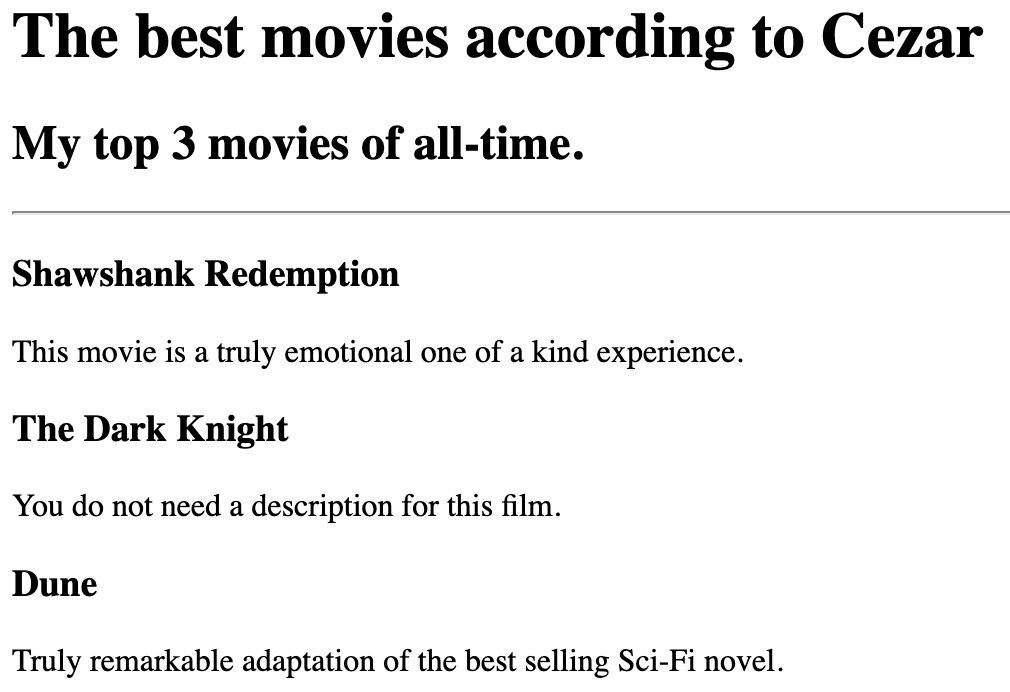 The best movies according to Cezar
My top 3 movies of all-time.
Shawshank Redemption
This movie is a truly emotional one of a kind experience.
The Dark Knight
You do not need a description for this film.
Dune
Truly remarkable adaptation of the best selling Sci-Fi novel.